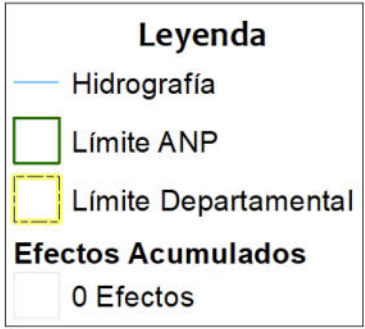 Leyenda
Hidrografía
Límite ANP
Límite Departamental
Efectos Acumulados
0 Efectos